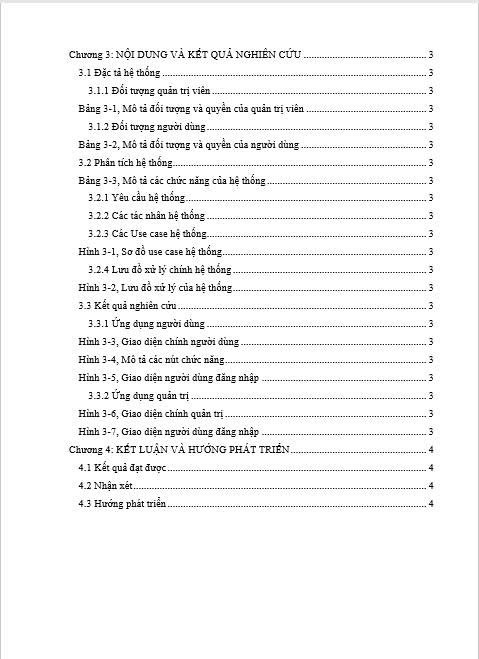 Chương 3: NỘI DUNG VÀ KẾT QUẢ NGHIÊN CỨU ........ 3
3.1 Đặc tả hệ thống ........ 3
3.1.1 Đối tượng quản trị viên ........ 3
Bảng 3-1, Mô tả đối tượng và quyền của quản trị viên ........ 3
3.1.2 Đối tượng người dùng ........ 3
Bảng 3-2, Mô tả đối tượng và quyền của người dùng ........ 3
3.2 Phân tích hệ thống ........ 3
Bảng 3-3, Mô tả các chức năng của hệ thống ........ 3
3.2.1 Yêu cầu hệ thống ........ 3
3.2.2 Các tác nhân hệ thống ........ 3
3.2.3 Các Use case hệ thống ........ 3
Hình 3-1, Sơ đồ use case hệ thống ........ 3
3.2.4 Lưu đồ xử lý chính hệ thống ........ 3
Hình 3-2, Lưu đồ xử lý của hệ thống ........ 3
3.3 Kết quả nghiên cứu ........ 3
3.3.1 Ứng dụng người dùng ........ 3
Hình 3-3, Giao diện chính người dùng ........ 3
Hình 3-4, Mô tả các nút chức năng ........ 3
Hình 3-5, Giao diện người dùng đăng nhập ........ 3
3.3.2 Ứng dụng quản trị ........ 3
Hình 3-6, Giao diện chính quản trị ........ 3
Hình 3-7, Giao diện người dùng đăng nhập ........ 3
Chương 4: KẾT LUẬN VÀ HƯỚNG PHÁT TRIỂN ........ 4
4.1 Kết quả đạt được ........ 4
4.2 Nhận xét ........ 4
4.3 Hướng phát triển ........ 4